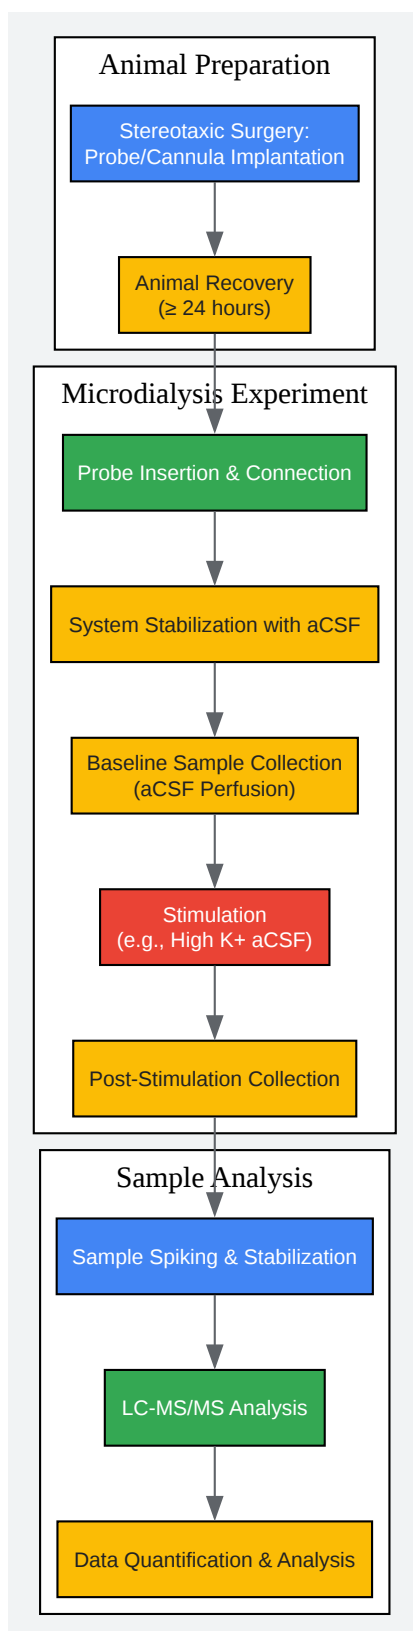 Animal Preparation
Stereotaxic Surgery:
Probe/Cannula Implantation
Animal Recovery
(≥ 24 hours)
Microdialysis Experiment
Probe Insertion & Connection
System Stabilization with aCSF
Baseline Sample Collection
(aCSF Perfusion)
Stimulation
(e.g., High K+ aCSF)
Post-Stimulation Collection
Sample Analysis
Sample Spiking & Stabilization
LC-MS/MS Analysis
Data Quantification & Analysis